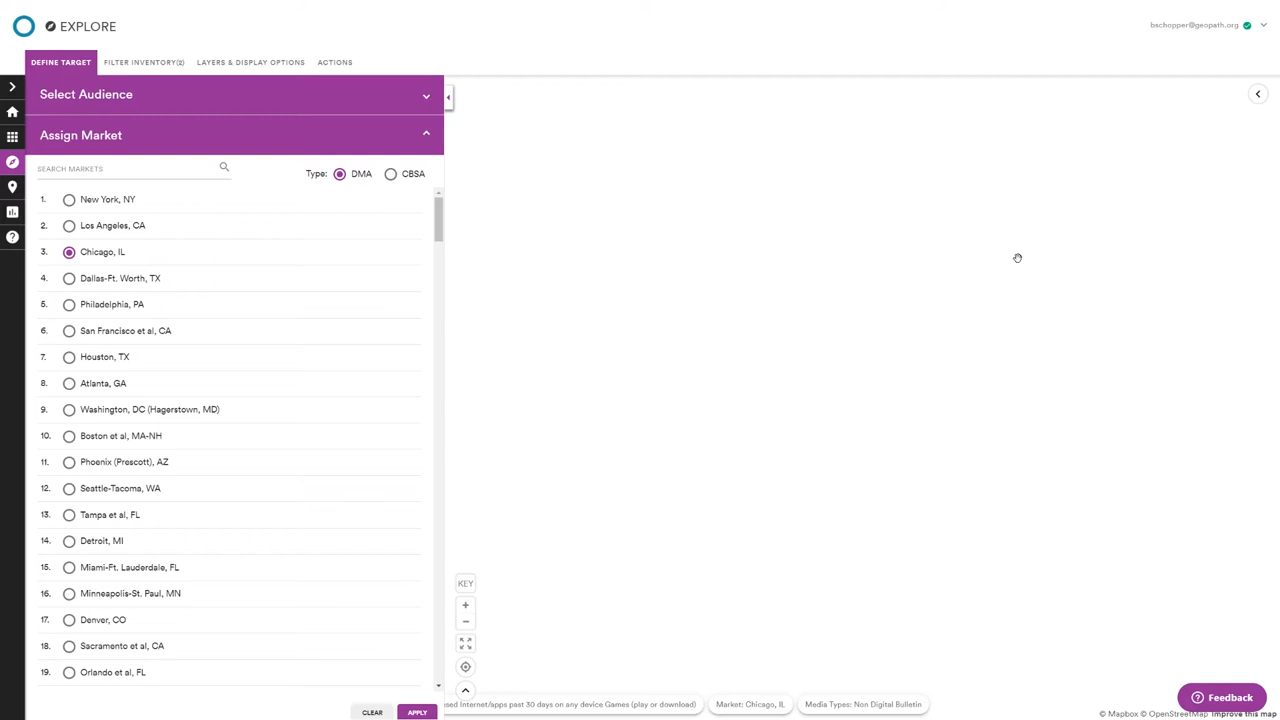 EXPLORE
bschopper@geopath.org
DEFINE TARGET
FILTER INVENTORY(2)
LAYERS & DISPLAY OPTIONS
ACTIONS
Select Audience
Assign Market
SEARCH MARKETS
Type: DMA CBSA
1. New York, NY
2. Los Angeles, CA
3. Chicago, IL
4. Dallas-Ft. Worth, TX
5. Philadelphia, PA
6. San Francisco et al, CA
7. Houston, TX
8. Atlanta, GA
9. Washington, DC (Hagerstown, MD)
10. Boston et al, MA-NH
11. Phoenix (Prescott), AZ
12. Seattle-Tacoma, WA
13. Tampa et al, FL
14. Detroit, MI
15. Miami-Ft. Lauderdale, FL
16. Minneapolis-St. Paul, MN
17. Denver, CO
18. Sacramento et al, CA
19. Orlando et al, FL
CLEAR
APPLY
KEY
+
−
sed Internet/apps past 30 days on any device Games (play or download)
Market: Chicago, IL
Media Types: Non Digital Bulletin
Feedback
© Mapbox © OpenStreetMap Improve this map